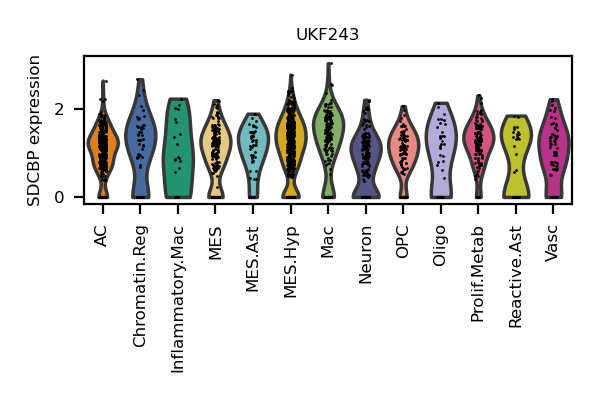 UKF243
SDCBP expression
2
0
AC
Chromatin.Reg
Inflammatory.Mac
MES
MES.Ast
MES.Hyp
Mac
Neuron
OPC
Oligo
Prolif.Metab
Reactive.Ast
Vasc